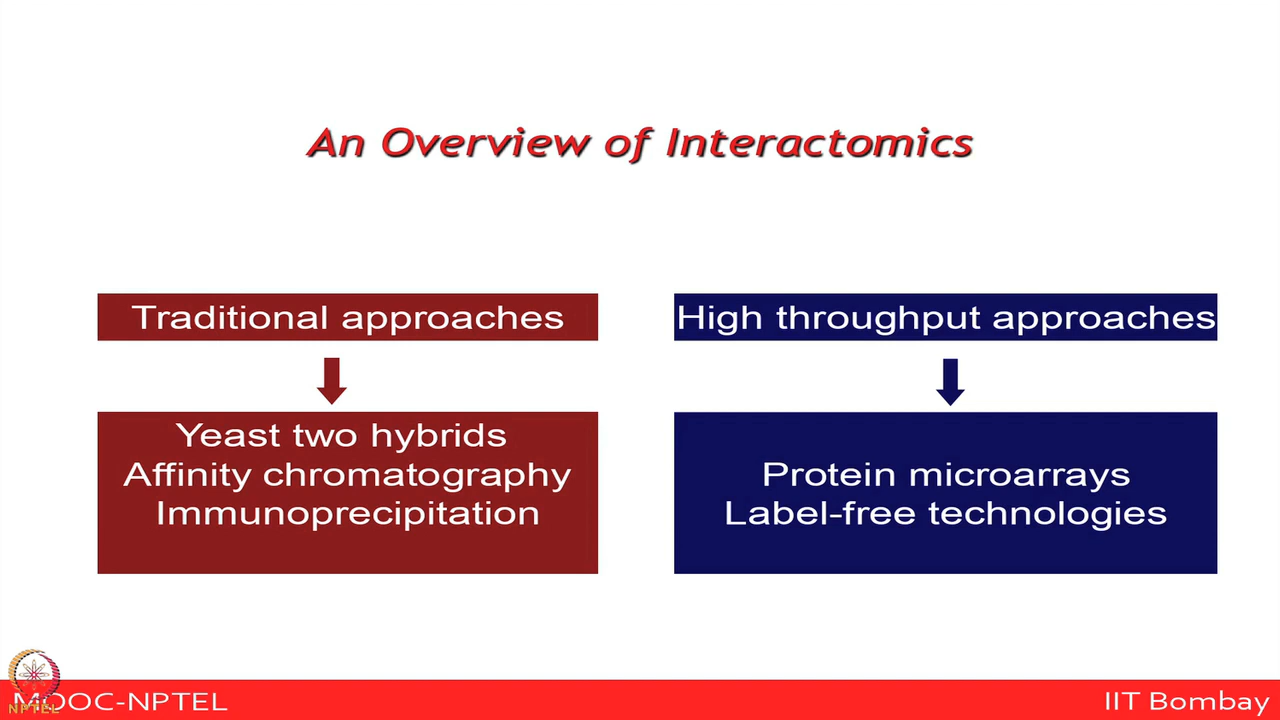 An Overview of Interactomics
Traditional approaches
Yeast two hybrids
Affinity chromatography
Immunoprecipitation
High throughput approaches
Protein microarrays
Label-free technologies
NPTEL
MOOC-NPTEL
IIT Bombay